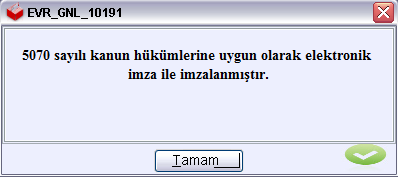 EVR_GNL_10191
5070 sayılı kanun hükümlerine uygun olarak elektronik
imza ile imzalanmıştır.
Tamam